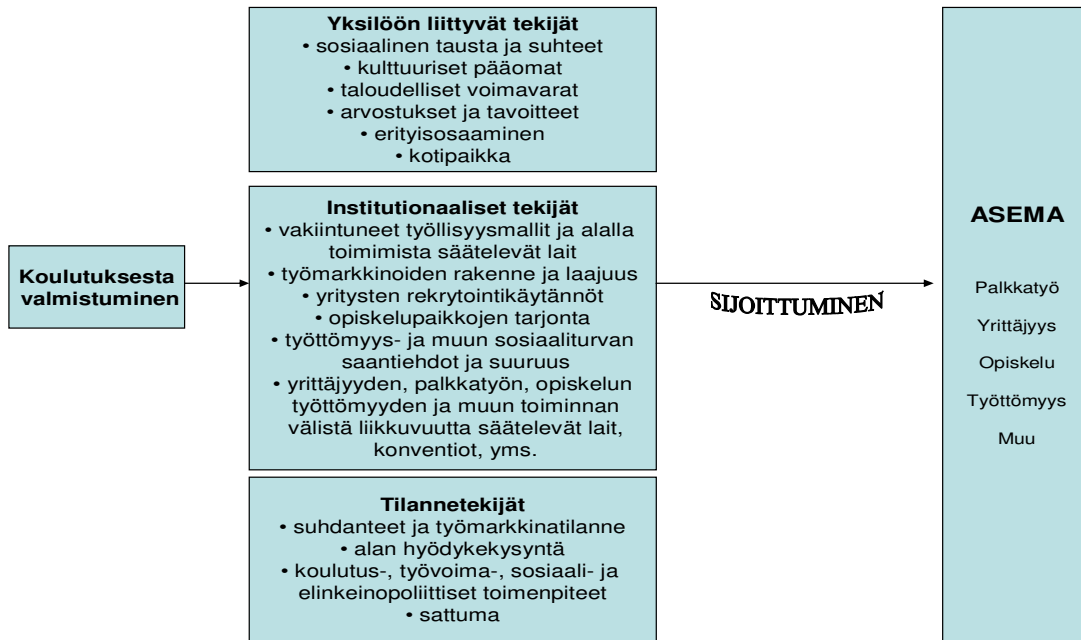 Koulutuksesta
valmistuminen
Yksilöön liittyvät tekijät
• sosiaalinen tausta ja suhteet
• kulttuuriset pääomat
• taloudelliset voimavarat
• arvostukset ja tavoitteet
• erityisosaaminen
• kotipaikka
Institutionaaliset tekijät
• vakiintuneet työllisyysmallit ja alalla
toimimista säätelevät lait
• työmarkkinoiden rakenne ja laajuus
• yritysten rekrytointikäytännöt
• opiskelupaikkojen tarjonta
• työttömyys- ja muun sosiaaliturvan
saantiehdot ja suuruus
• yrittäjyyden, palkkatyön, opiskelun
työttömyyden ja muun toiminnan
välistä liikkuvuutta säätelevät lait,
konventiot, yms.
Tilannetekijät
• suhdanteet ja työmarkkinatilanne
• alan hyödykekysyntä
• koulutus-, työvoima-, sosiaali- ja
elinkeinopoliittiset toimenpiteet
• sattuma
SIJOITTUMINEN
ASEMA
Palkkatyö
Yrittäjyys
Opiskelu
Työttömyys
Muu